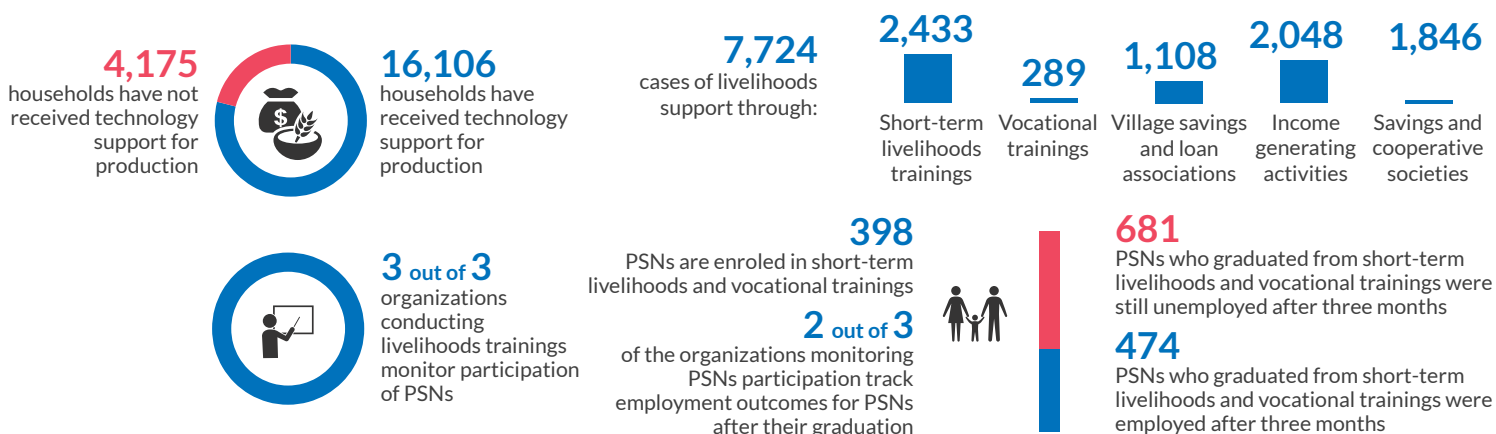 4,175
households have not
received technology
support for
production
$
16,106
households have
received technology
support for
production
7,724
cases of livelihoods
support through:
2,433
Short-term
livelihoods
trainings
289
Vocational
trainings
1,108
Village savings
and loan
associations
2,048
Income
generating
activities
1,846
Savings and
cooperative
societies
3 out of 3
organizations
conducting
livelihoods trainings
monitor participation
of PSNs
398
PSNs are enroled in short-term
livelihoods and vocational trainings
2 out of 3
of the organizations monitoring
PSNs participation track
employment outcomes for PSNs
after their graduation
681
PSNs who graduated from short-term
livelihoods and vocational trainings were
still unemployed after three months
474
PSNs who graduated from short-term
livelihoods and vocational trainings were
employed after three months